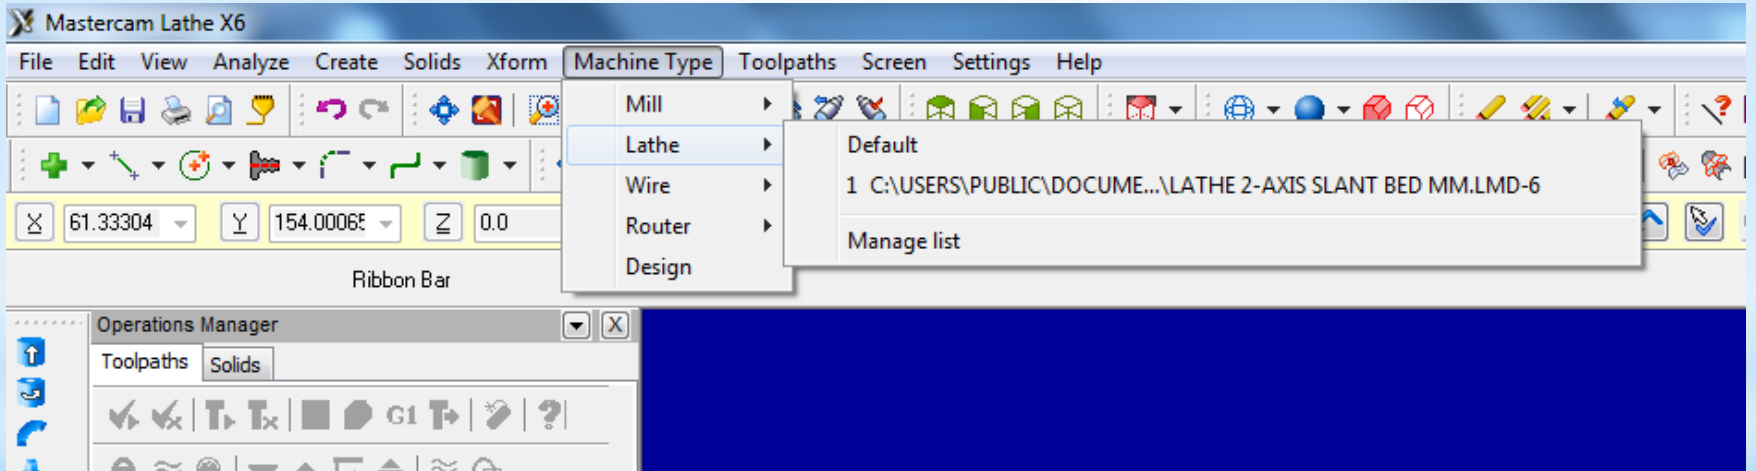 Mastercam Lathe X6
File Edit View Analyze Create Solids Xform Machine Type Toolpaths Screen Settings Help
Mill
Lathe
Default
Wire
1 C:\USERS\PUBLIC\DOCUME...\LATHE 2-AXIS SLANT BED MM.LMD-6
X 61.33304 Y 154.00065 Z 0.0
Router
Manage list
Design
Ribbon Bar
Operations Manager
X
Toolpaths Solids
G1